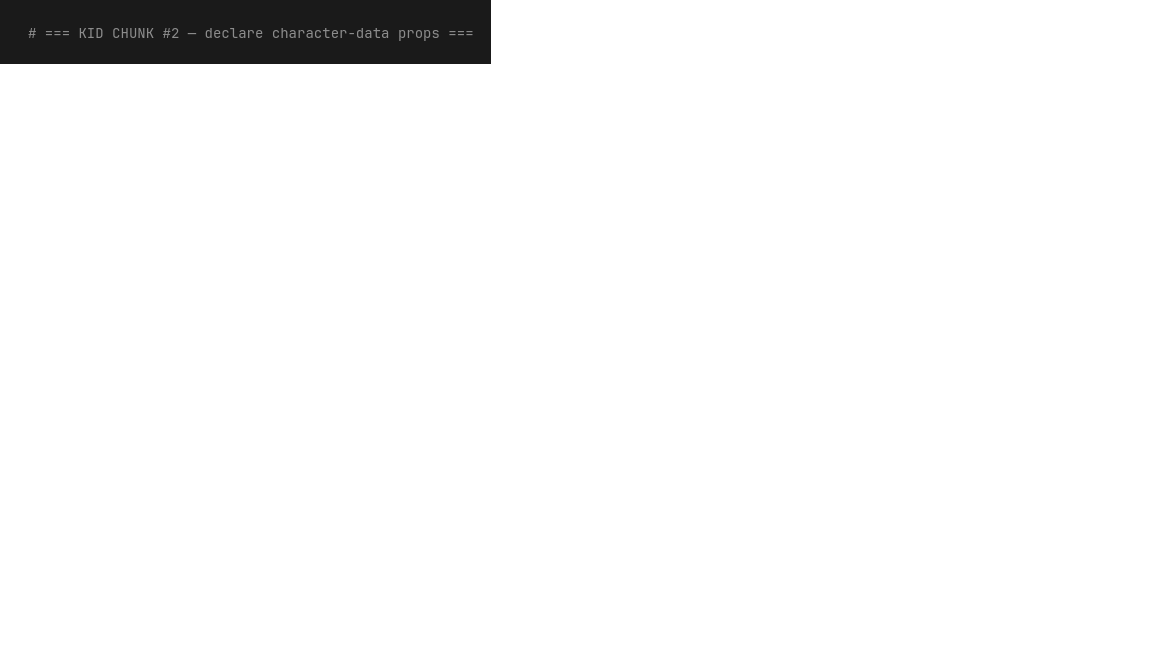 # === KID CHUNK #2 — declare character-data props ===